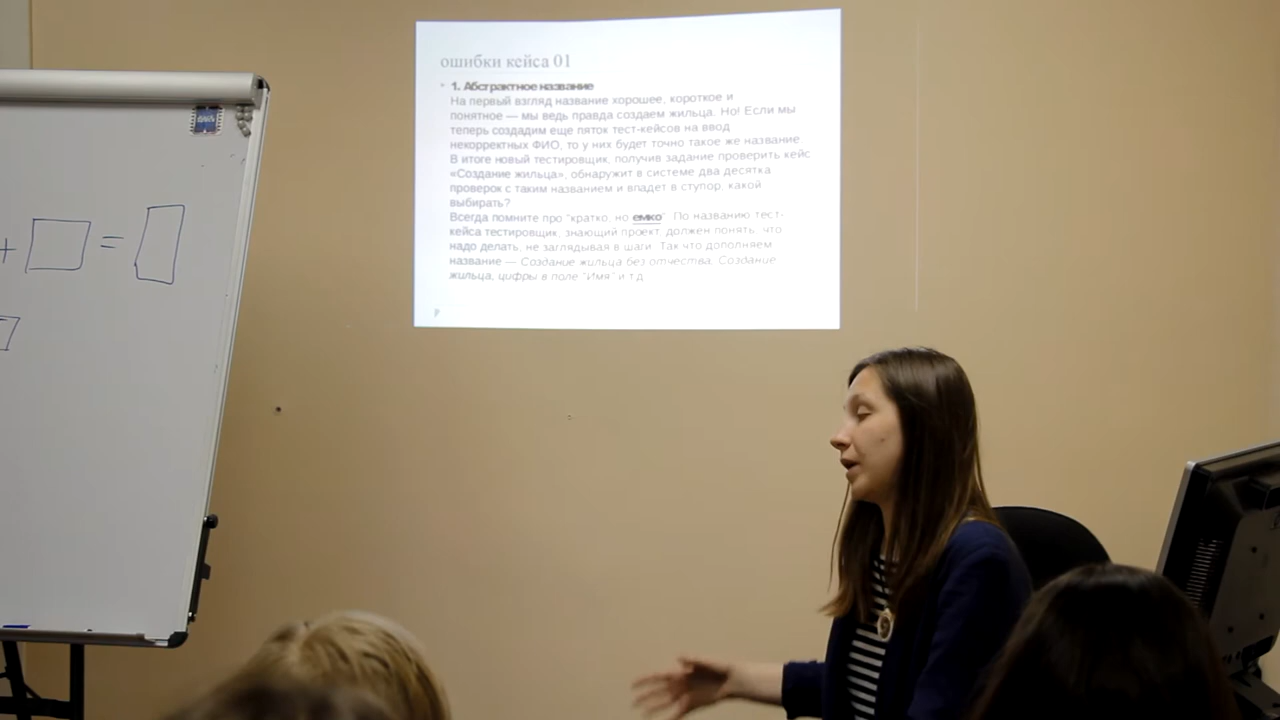 ошибки кейса 01
1. Абстрактное название
На первый взгляд название хорошее, короткое и
понятное — мы ведь правда создаем жильца. Но! Если мы
теперь создадим еще пяток тест-кейсов на ввод
некорректных ФИО, то у них будет точно такое же название
В итоге новый тестировщик, получив задание проверить кейс
«Создание жильца», обнаружит в системе два десятка
проверок с таким названием и впадет в ступор, какой
выбирать?
Всегда помните про "кратко, но емко". По названию тест-
кейса тестировщик, знающий проект должен понять, что
надо делать, не заглядывая в шаги. Так что дополняем
название — Создание жильца без отчества. Создание
жильца, цифры в поле "Имя" и т.д.
+ =